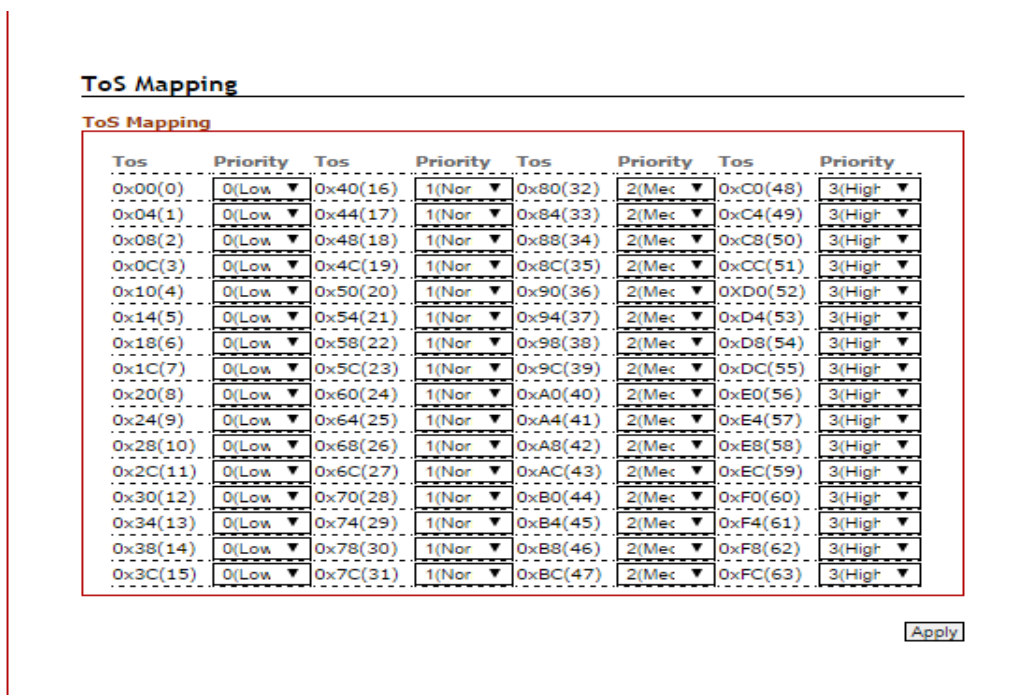 ToS Mapping
ToS Mapping
Tos Priority Tos Priority Tos Priority Tos Priority
0x00(0) 0(Low 0x40(16) 1(Nor 0x80(32) 2(Mec 0xC0(48) 3(High
0x04(1) 0(Low 0x44(17) 1(Nor 0x84(33) 2(Mec 0xC4(49) 3(High
0x08(2) 0(Low 0x48(18) 1(Nor 0x88(34) 2(Mec 0xC8(50) 3(High
0x0C(3) 0(Low 0x4C(19) 1(Nor 0x8C(35) 2(Mec 0xCC(51) 3(High
0x10(4) 0(Low 0x50(20) 1(Nor 0x90(36) 2(Mec 0XD0(52) 3(High
0x14(5) 0(Low 0x54(21) 1(Nor 0x94(37) 2(Mec 0xD4(53) 3(High
0x18(6) 0(Low 0x58(22) 1(Nor 0x98(38) 2(Mec 0xD8(54) 3(High
0x1C(7) 0(Low 0x5C(23) 1(Nor 0x9C(39) 2(Mec 0xDC(55) 3(High
0x20(8) 0(Low 0x60(24) 1(Nor 0xA0(40) 2(Mec 0xE0(56) 3(High
0x24(9) 0(Low 0x64(25) 1(Nor 0xA4(41) 2(Mec 0xE4(57) 3(High
0x28(10) 0(Low 0x68(26) 1(Nor 0xA8(42) 2(Mec 0xE8(58) 3(High
0x2C(11) 0(Low 0x6C(27) 1(Nor 0xAC(43) 2(Mec 0xEC(59) 3(High
0x30(12) 0(Low 0x70(28) 1(Nor 0xB0(44) 2(Mec 0xF0(60) 3(High
0x34(13) 0(Low 0x74(29) 1(Nor 0xB4(45) 2(Mec 0xF4(61) 3(High
0x38(14) 0(Low 0x78(30) 1(Nor 0xB8(46) 2(Mec 0xF8(62) 3(High
0x3C(15) 0(Low 0x7C(31) 1(Nor 0xBC(47) 2(Mec 0xFC(63) 3(High
Apply